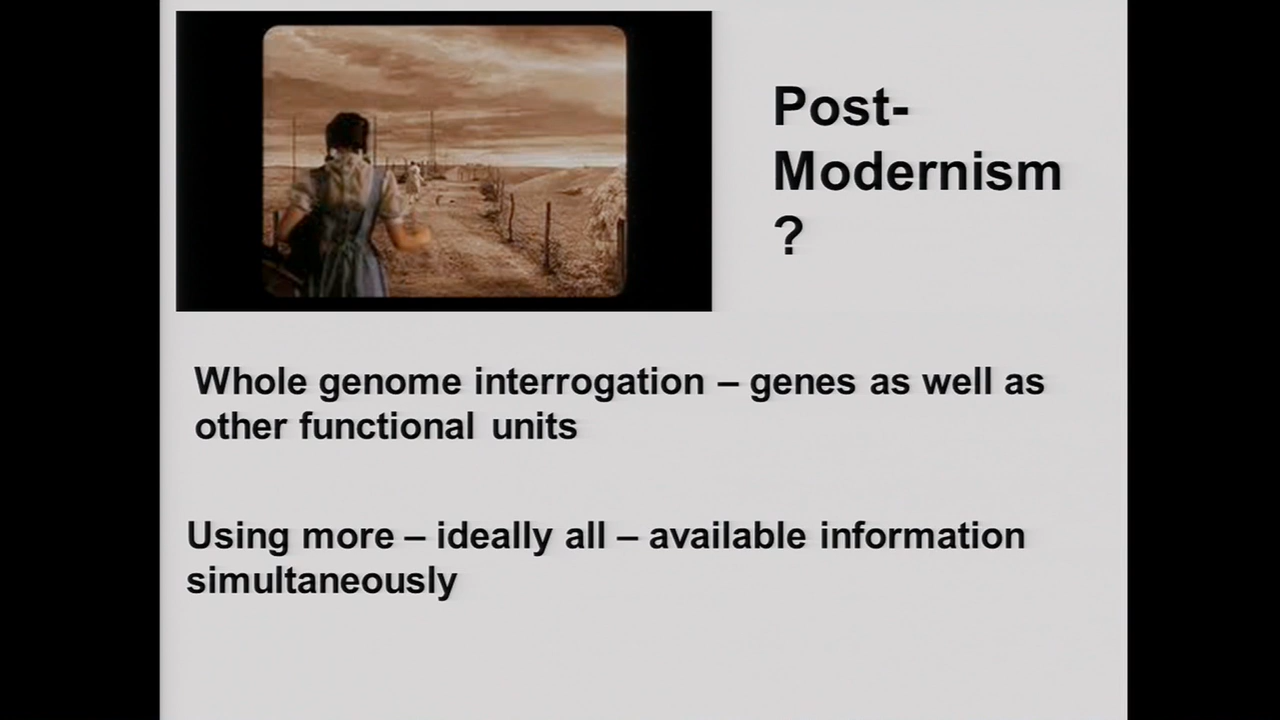 Post-
Modernism
?
Whole genome interrogation – genes as well as
other functional units
Using more – ideally all – available information
simultaneously